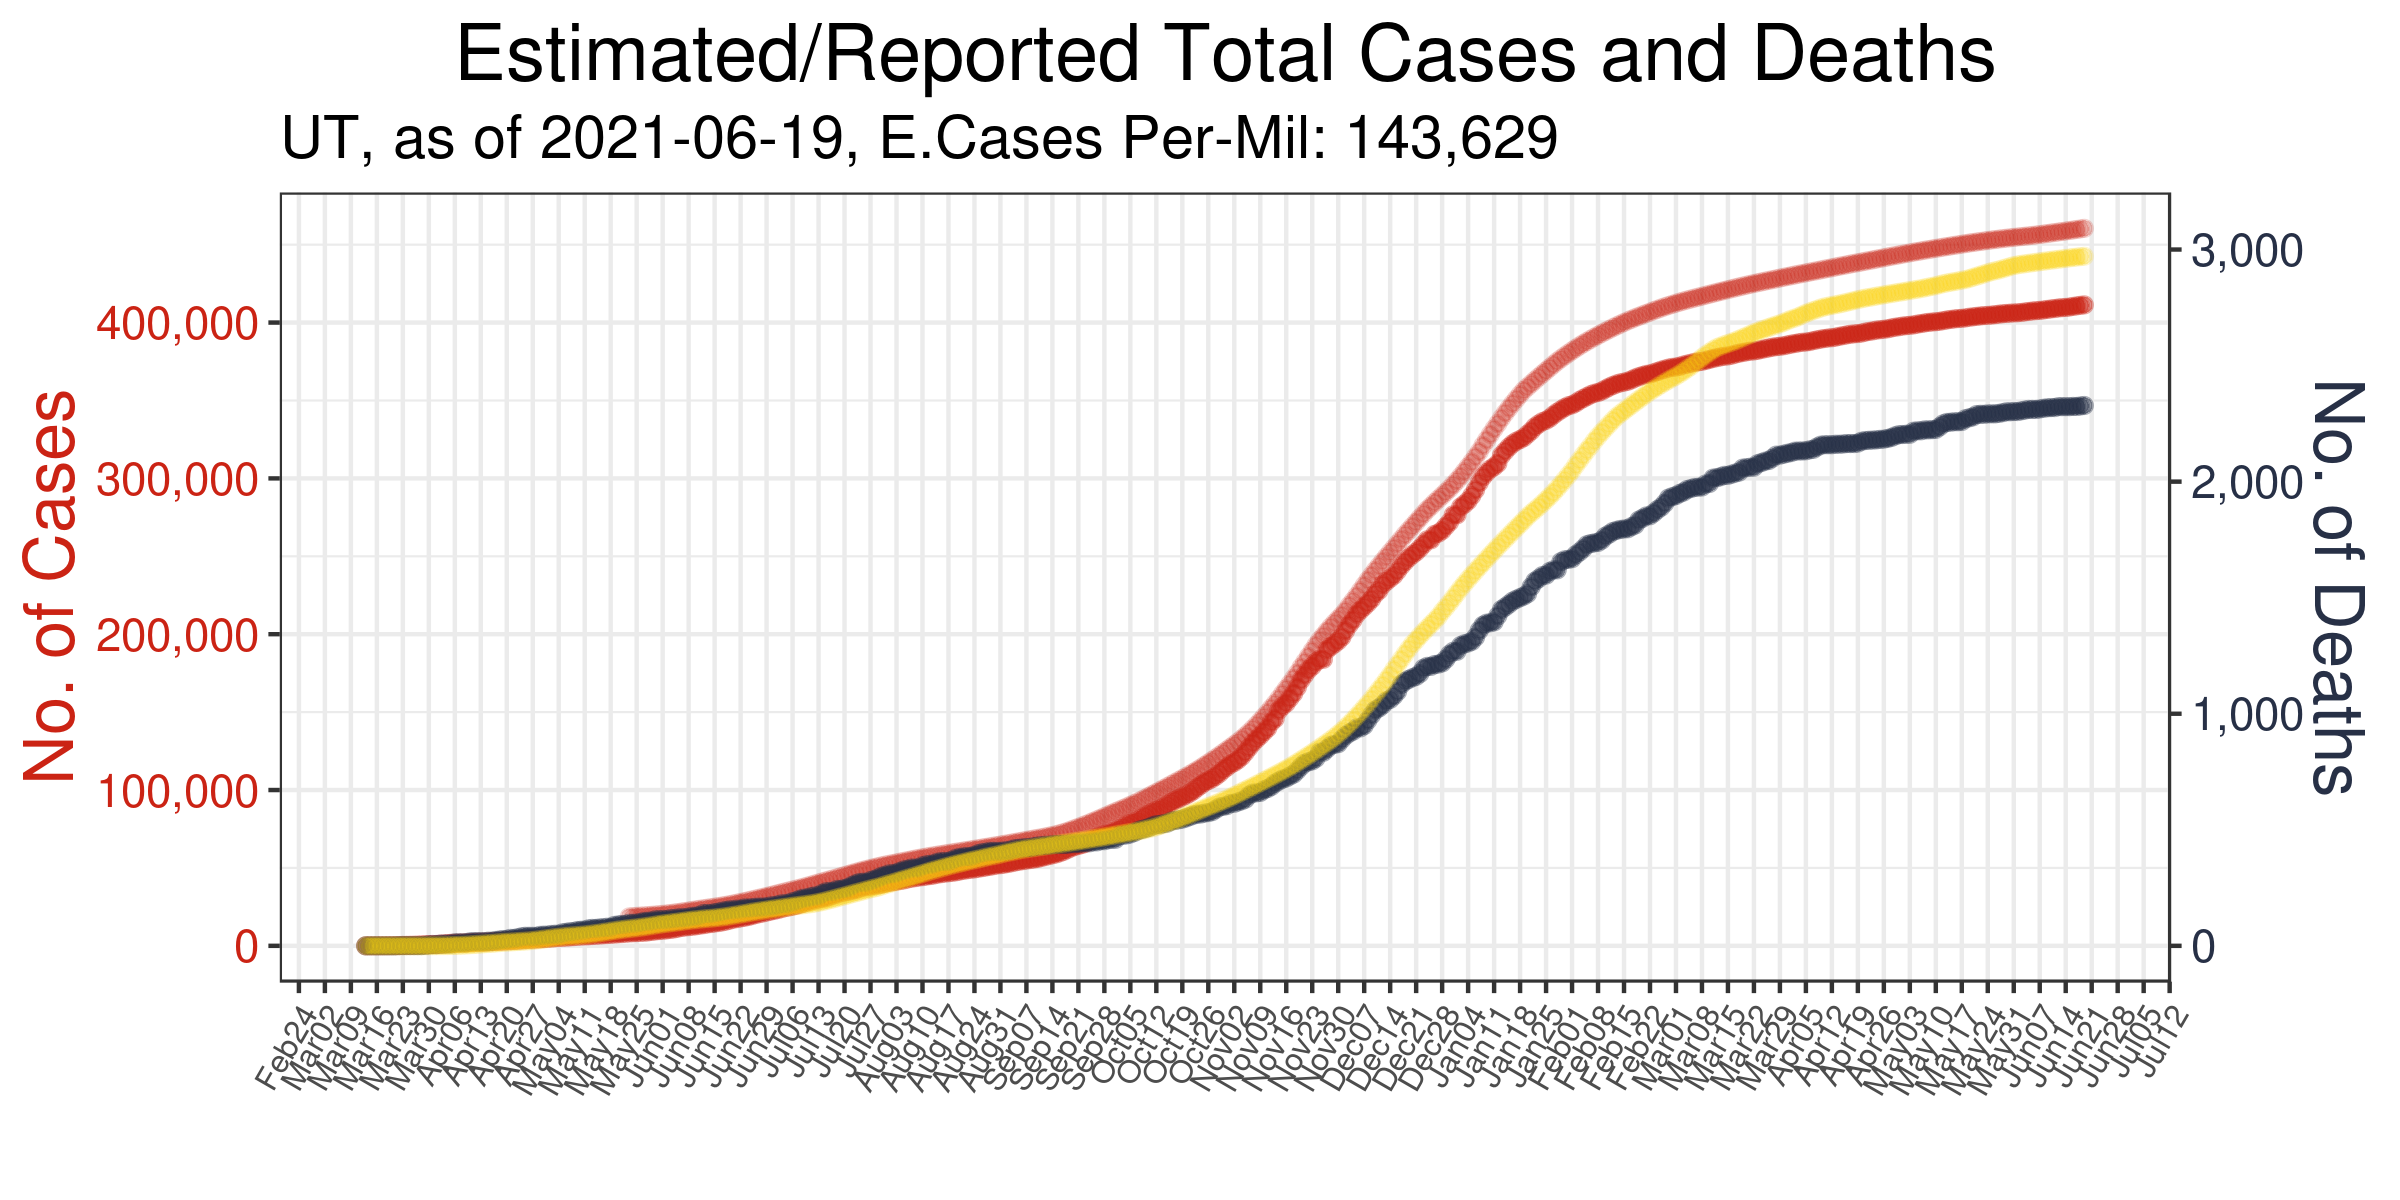 Estimated/Reported Total Cases and Deaths
UT, as of 2021-06-19, E.Cases Per-Mil: 143,629
No. of Cases
400,000
300,000
200,000
100,000
0
3,000
2,000
1,000
0
No. of Deaths
Feb24
Mar02
Mar09
Mar16
Mar23
Mar30
Apr06
Apr13
Apr20
Apr27
May04
May11
May18
May25
Jun01
Jun08
Jun15
Jun22
Jun29
Jul06
Jul13
Jul20
Jul27
Aug03
Aug10
Aug17
Aug24
Aug31
Sep07
Sep14
Sep21
Sep28
Oct05
Oct12
Oct19
Oct26
Nov02
Nov09
Nov16
Nov23
Nov30
Dec07
Dec14
Dec21
Dec28
Jan04
Jan11
Jan18
Jan25
Feb01
Feb08
Feb15
Feb22
Mar01
Mar08
Mar15
Mar22
Mar29
Apr05
Apr12
Apr19
Apr26
May03
May10
May17
May24
May31
Jun07
Jun14
Jun21
Jun28
Jul05
Jul12